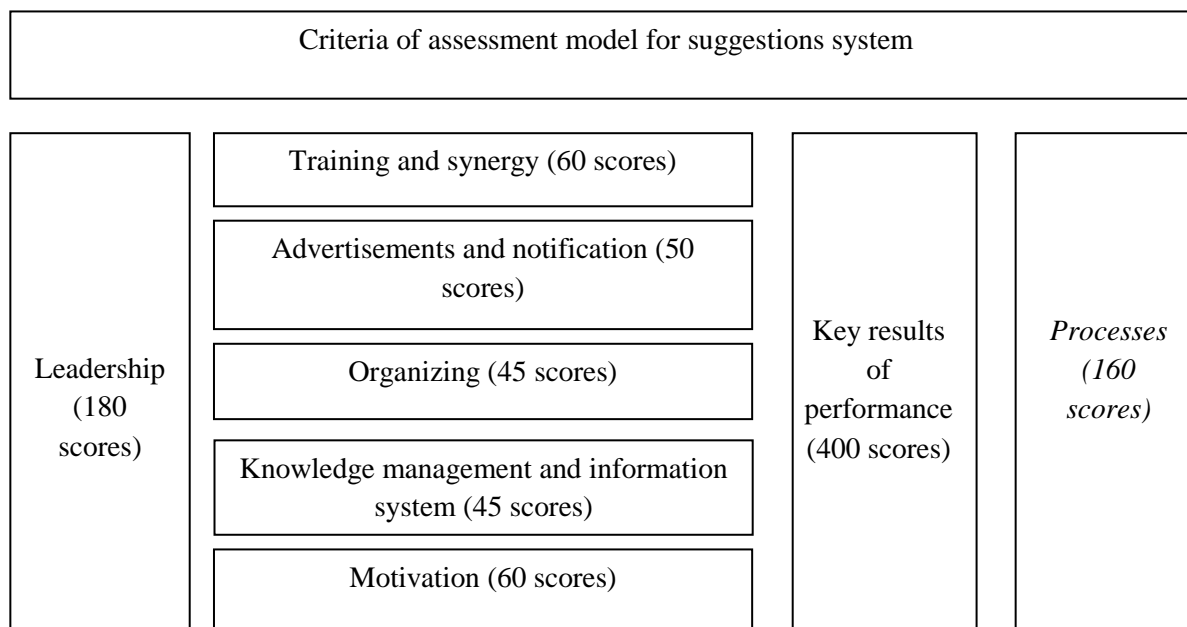 Criteria of assessment model for suggestions system
Leadership
(180
scores)
Training and synergy (60 scores)
Advertisements and notification (50
scores)
Organizing (45 scores)
Knowledge management and information
system (45 scores)
Motivation (60 scores)
Key results
of
performance
(400 scores)
Processes
(160
scores)